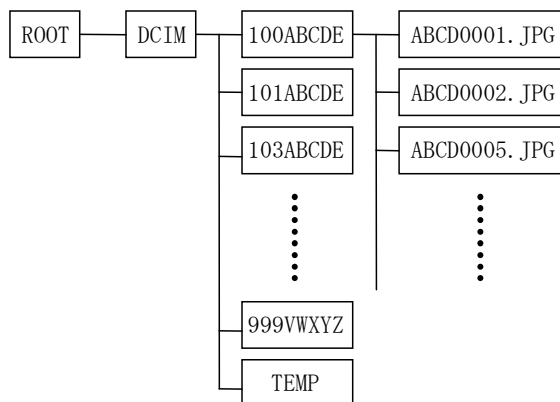 ROOT DCIM 100ABCDE ABCD0001.JPG
101ABCDE ABCD0002.JPG
103ABCDE ABCD0005.JPG
999VWXYZ
TEMP